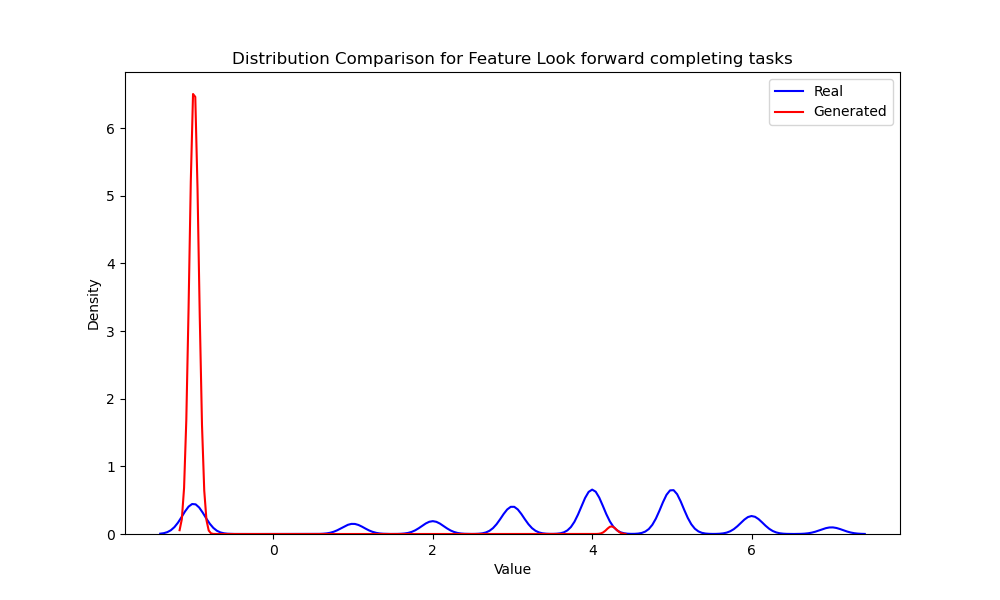 Distribution Comparison for Feature Look forward completing tasks
Real
Generated
6
5
4
3
2
1
0
Density
0 2 4 6
Value